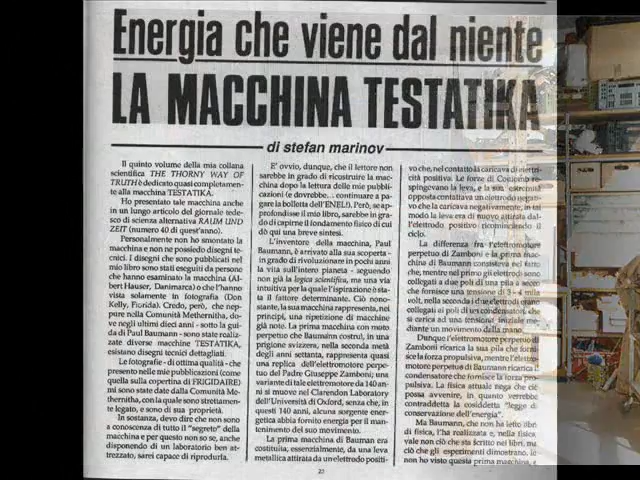 Energia che viene dal niente
LA MACCHINA TESTATIKA
di stefan marinov
Il quinto volume della mia collana
scientifica THE THORNY WAY OF
TRUTH è dedicato quasi completamen-
te alla macchina TESTATIKA.
Ho presentato tale macchina anche
in un lungo articolo del giornale tedes-
co di scienza alternativa RAUM UND
ZEIT (numero 40 di quest'anno).
Personalmente non ho smontato la
macchina e non ne possiedo disegni te-
cnici. I disegni che sono pubblicati nel
mio libro sono stati eseguiti da persone
che hanno esaminato la macchina (Al-
bert Hauser, Danimarca) o che l'hanno
vista solamente in fotografia (Don
Kelly, Florida). Credo, però, che nep-
pure nella Comunità Methernitha, do-
ve negli ultimi dieci anni - sotto la gui-
da di Paul Baumann - sono state realiz-
zate diverse macchine TESTATIKA,
esistano disegni tecnici dettagliati.
Le fotografie - di ottima qualità - che
presento nelle mie pubblicazioni (come
quella sulla copertina di FRIGIDAIRE)
mi sono state date dalla Comunità Me-
thernitha, con la quale sono strettamen-
te legato, e sono di sua proprietà.
In sostanza, devo dire che non sono
a conoscenza di tutto il "segreto" della
macchina e per questo non so se, anche
disponendo di un laboratorio ben at-
trezzato, sarei capace di riprodurla.
E' ovvio, dunque, che il lettore non
sarebbe in grado di ricostruire la mac-
china dopo la lettura delle mie pubbli-
cazioni (e dovrebbe... continuare a pa-
gare la bolletta dell'ENEL!). Però, se ap-
profondisse il mio libro, sarebbe in gra-
do di capirne il fondamento fisico di cui
dò qui una breve sintesi.
L'inventore della macchina, Paul
Baumann, è arrivato alla sua scoperta -
in grado di rivoluzionare in pochi anni
la vita sull'intero pianeta - seguendo
non già la logica scientifica, ma una via
intuitiva per la quale l'ispirazione è sta-
ta il fattore determinante. Ciò nono-
stante, la sua macchina rappresenta, nei
principi, una ripetizione di macchine
già note. La prima macchina con moto
perpetuo che Baumann costruì, in una
prigione svizzera, nella seconda metà
degli anni settanta, rappresenta quasi
una replica dell'elettromotore perpe-
tuo del Padre Giuseppe Zamboni; una
variante di tale elettromotore da 140 an-
ni si muove nel Clarendon Laboratory
dell'Università di Oxford, senza che, in
questi 140 anni, alcuna sorgente ener-
getica abbia fornito energia per il man-
tenimento del suo movimento.
La prima macchina di Bauman era
costituita, essenzialmente, da una leva
metallica attirata da un elettrodo positi-
vo che, nel contatto la caricava di elettri-
cità positiva. Le forze di Coulomb re-
spingevano la leva, e la sua estremità
opposta contattava un elettrodo negati-
vo che la caricava negativamente, in tal
modo la leva era di nuovo attirata dal-
l'elettrodo positivo ricominciando il
ciclo.
La differenza fra l'elettromotore
perpetuo di Zamboni e la prima mac-
china di Baumann consisteva nel fatto
che, mentre nel primo gli elettrodi sono
collegati a due poli di una pila a secco
che fornisce una tensione di 3-4 mila
volt, nella seconda i due elettrodi erano
collegati ai poli di un condensatore che
si carica ad una tensione iniziale me-
diante un movimento della mano.
Dunque l'elettromotore perpetuo di
Zamboni ricava la sua pila che forni-
sce la forza propulsiva, mentre l'elettro-
motore perpetuo di Baumann ricarica il
condensatore che fornisce la forza pro-
pulsiva. La fisica attuale nega che ciò
possa avvenire, in quanto verrebbe
contraddetta la cosiddetta "legge di
conservazione dell'energia".
Ma Baumann, che non ha letto libri
di fisica, l'ha realizzata e, nella fisica,
vale non ciò che sta scritto nei libri, ma
ciò che gli esperimenti dimostrano. Io
non ho visto questa prima macchina, e
27